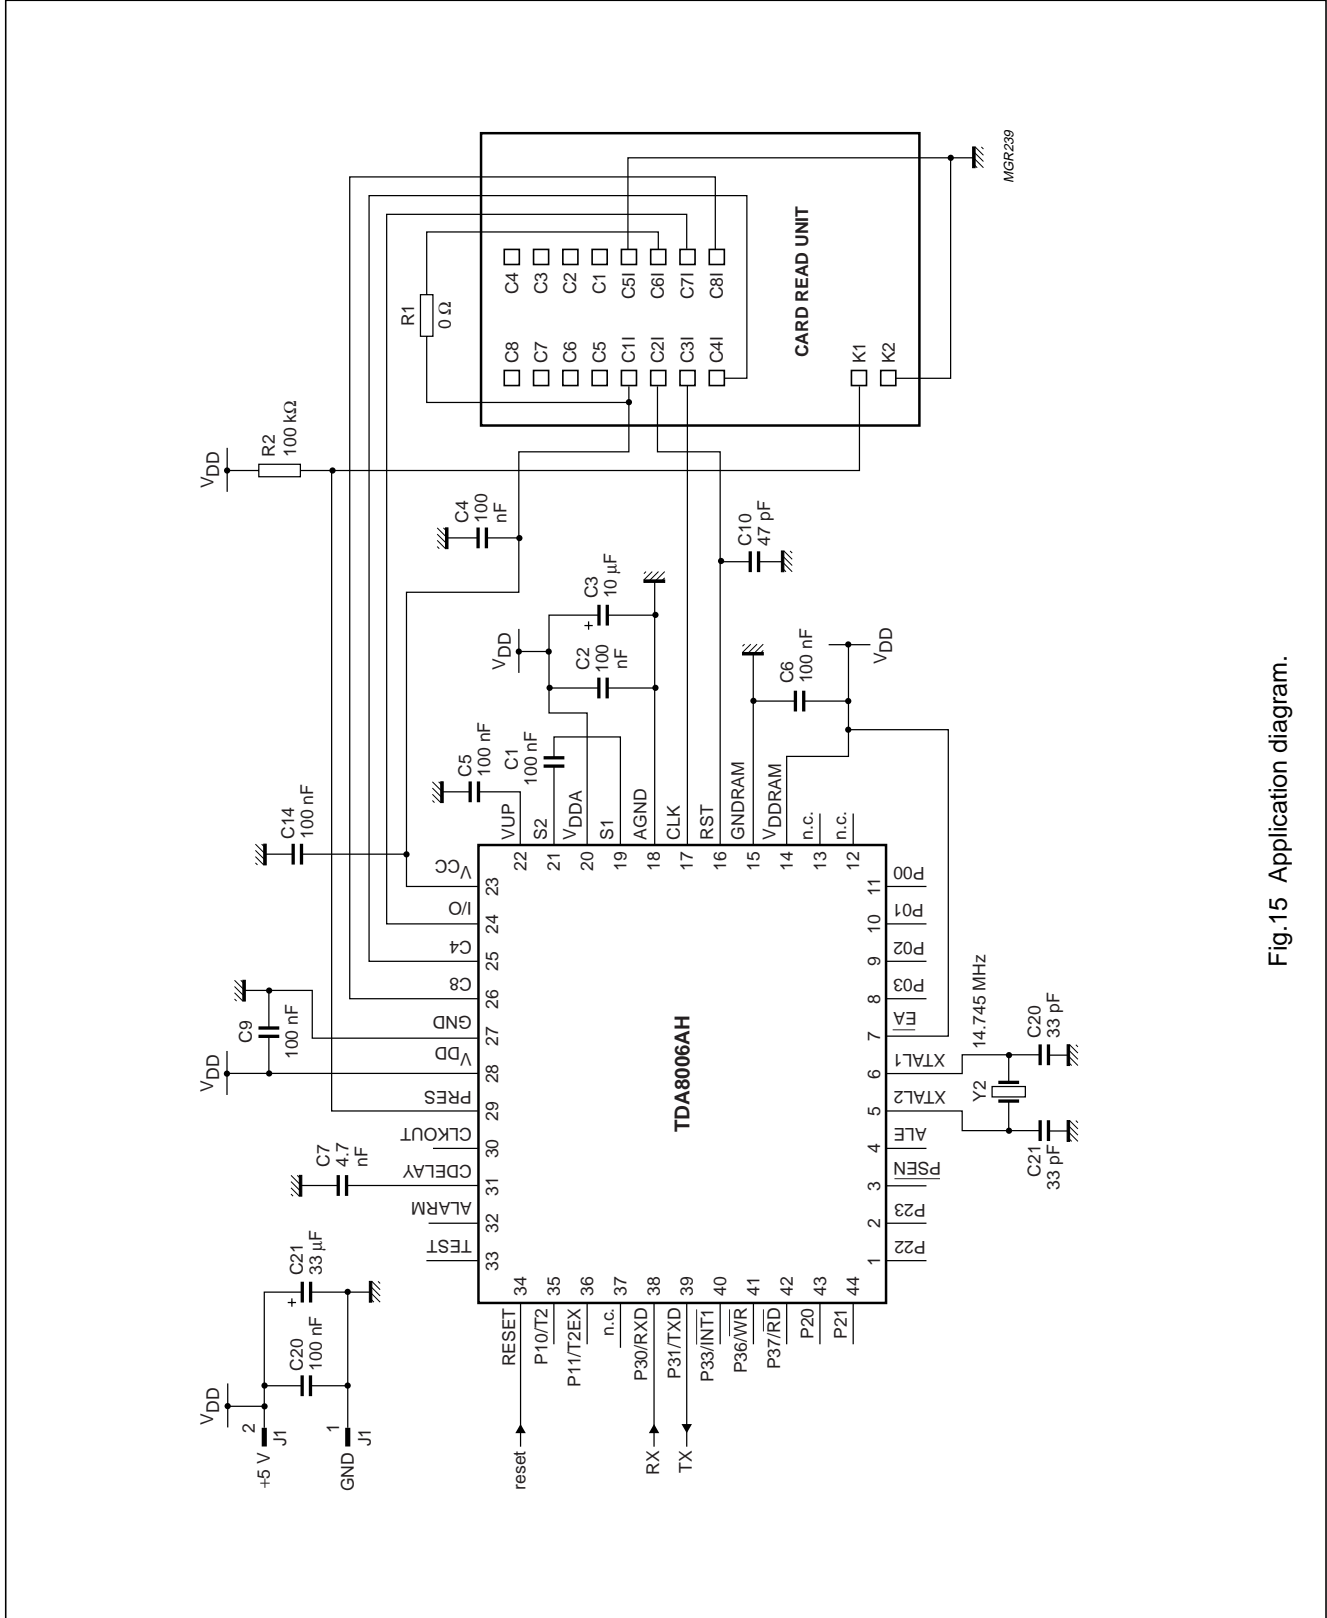 V_DD
+5 V
2
J1
GND
1
J1
C20
100 nF
C21
33 µF
+
C7
4.7
nF
V_DD
C9
100 nF
C14
100 nF
C4
100
nF
V_DD
R2
100 kΩ
R1
0 Ω
C5
100 nF
C1
100 nF
V_DD
C2
100
nF
C3
10 µF
+
C10
47 pF
C6
100 nF
V_DD
CARD READ UNIT
C8
C7
C6
C5
C1I
C2I
C3I
C4I
C4
C3
C2
C1
C5I
C6I
C7I
C8I
K1
K2
MGR239
TDA8006AH
33 TEST
32 ALARM
31 CDELAY
30 CLKOUT
29 PRES
28 V_DD
27 GND
26 C8
25 C4
24 I/O
23 V_CC
22 VUP
21 S2
20 V_DDA
19 S1
18 AGND
17 CLK
16 RST
15 GNDRAM
14 V_DDRAM
13 n.c.
12 n.c.
reset
RX
TX
RESET 34
P10/T2 35
P11/T2EX 36
n.c. 37
P30/RXD 38
P31/TXD 39
P33/INT1 40
P36/WR 41
P37/RD 42
P20 43
P21 44
1 P22
2 P23
3 PSEN
4 ALE
5 XTAL2
6 XTAL1
7 EA
8 P03
9 P02
10 P01
11 P00
Y2
14.745 MHz
C21
33 pF
C20
33 pF
Fig.15 Application diagram.